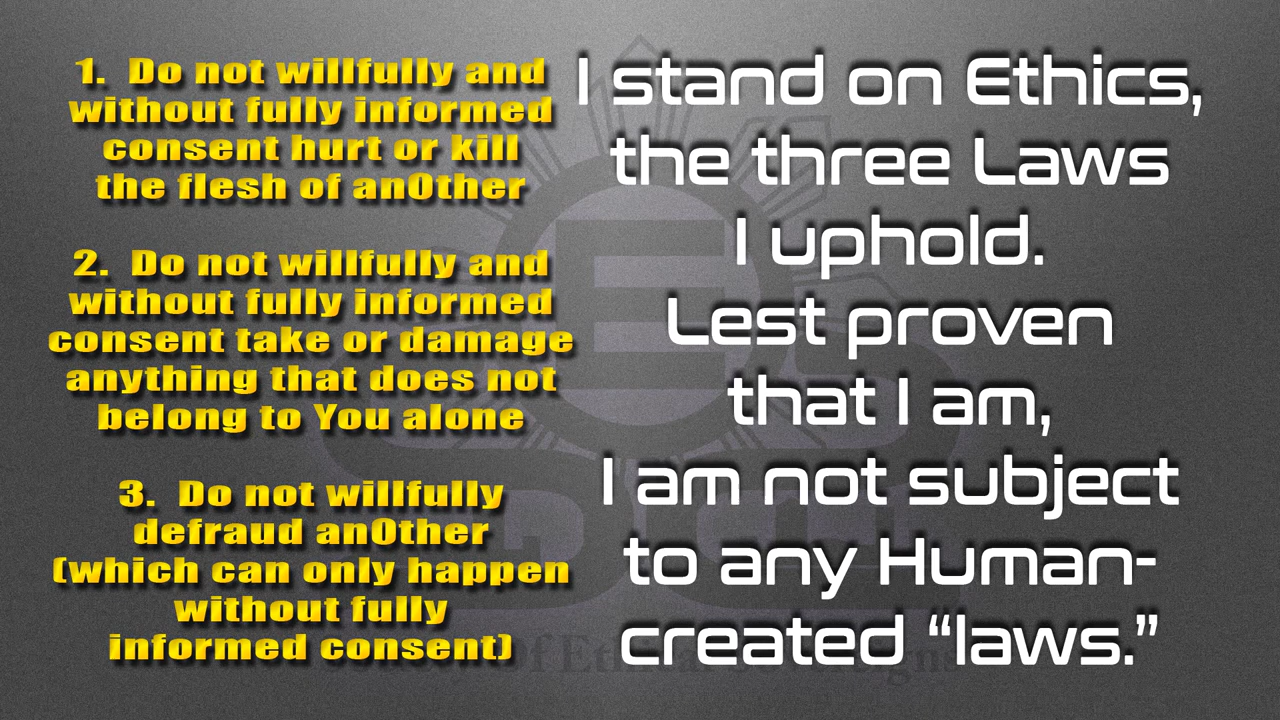 1. Do not willfully and
without fully informed
consent hurt or kill
the flesh of anOther
2. Do not willfully and
without fully informed
consent take or damage
anything that does not
belong to You alone
3. Do not willfully
defraud anOther
(which can only happen
without fully
informed consent)
I stand on Ethics,
the three Laws
I uphold.
Lest proven
that I am,
I am not subject
to any Human-
created “laws.”
E
Of